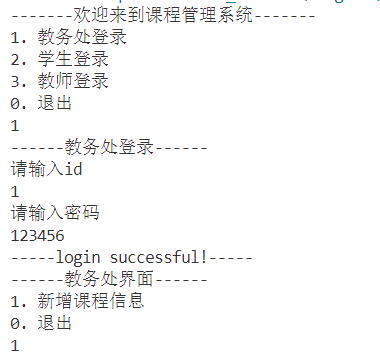 -------欢迎来到课程管理系统-------
1. 教务处登录
2. 学生登录
3. 教师登录
0. 退出
1
------教务处登录------
请输入id
1
请输入密码
123456
-----login successful!-----
------教务处界面------
1. 新增课程信息
0. 退出
1